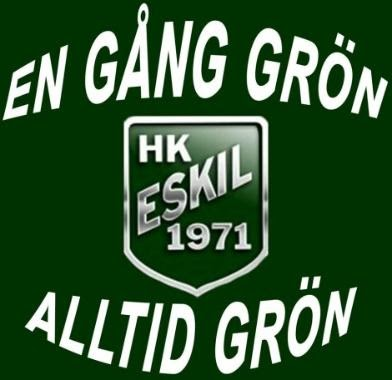 EN GÅNG GRÖN
HK
ESKIL
1971
ALLTID GRÖN